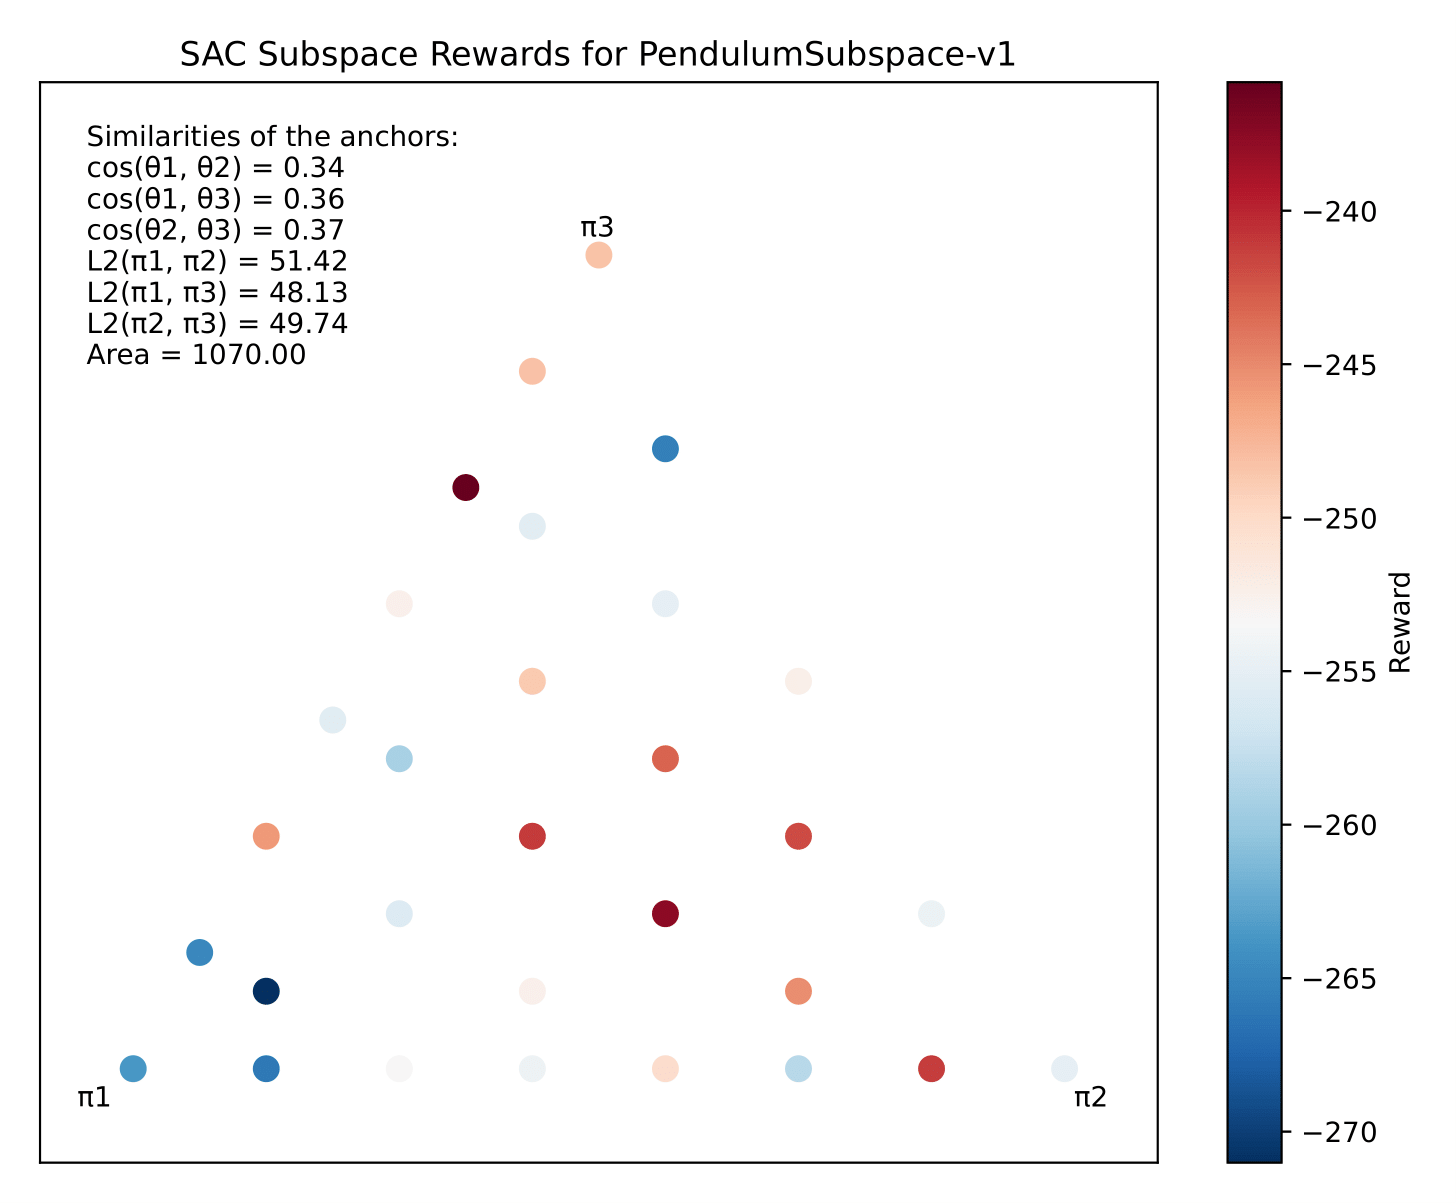 SAC Subspace Rewards for PendulumSubspace-v1
Similarities of the anchors:
cos(θ1, θ2) = 0.34
cos(θ1, θ3) = 0.36
cos(θ2, θ3) = 0.37
L2(π1, π2) = 51.42
L2(π1, π3) = 48.13
L2(π2, π3) = 49.74
Area = 1070.00
π3
π1
π2
−240
−245
−250
−255
−260
−265
−270
Reward